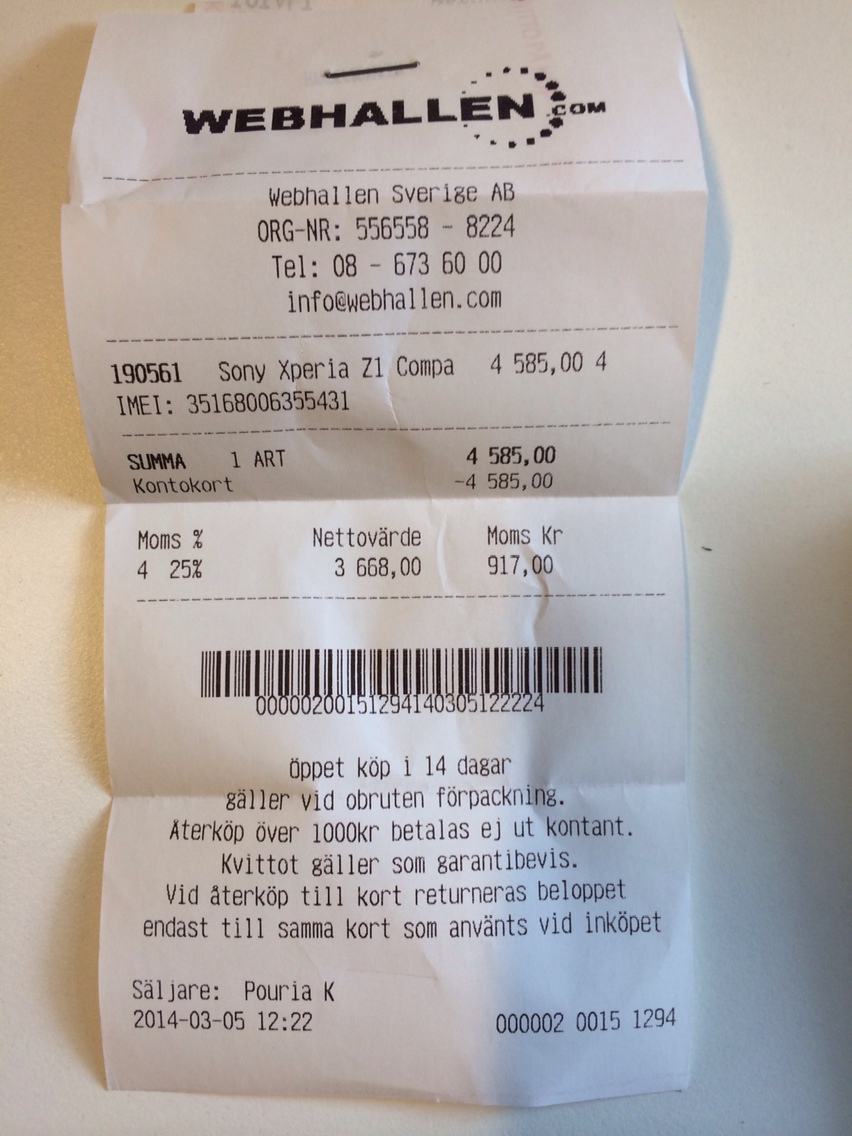 WEBHALLEN.COM
Webhallen Sverige AB
ORG-NR: 556558 - 8224
Tel: 08 - 673 60 00
info@webhallen.com
190561 Sony Xperia Z1 Compa 4 585,00 4
IMEI: 35168006355431
SUMMA 1 ART 4 585,00
Kontokort -4 585,00
Moms % Nettovärde Moms Kr
4 25% 3 668,00 917,00
00000200151294140305122224
Öppet köp i 14 dagar
gäller vid obruten förpackning.
Återköp över 1000kr betalas ej ut kontant.
Kvittot gäller som garantibevis.
Vid återköp till kort returneras beloppet
endast till samma kort som använts vid inköpet
Säljare: Pouria K
2014-03-05 12:22 000002 0015 1294